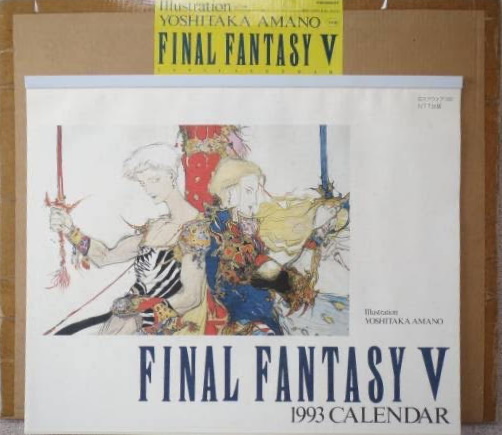 Illustration
YOSHITAKA AMANO
FINAL FANTASY V
Illustration
YOSHITAKA AMANO
FINAL FANTASY V
1993 CALENDAR